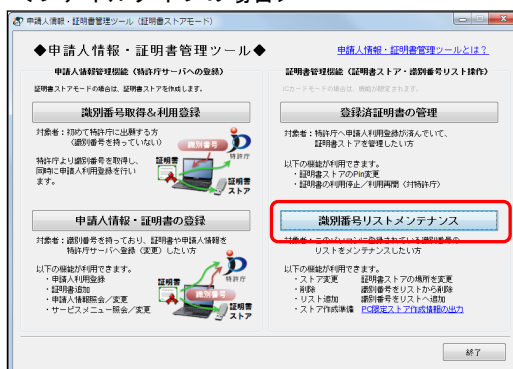 申請人情報・証明書管理ツール（証明書ストアモード）
◆申請人情報・証明書管理ツール◆
申請人情報・証明書管理ツールとは？
申請人情報管理機能（特許庁サーバへの登録）
証明書ストアモードの場合は、証明書ストアを作成します。
識別番号取得＆利用登録
対象者：初めて特許庁に出願する方
（識別番号を持っていない）
特許庁より識別番号を取得し、
同時に申請人利用登録を行い
ます。
識別番号
証明書
特許庁
証明書
ストア
申請人情報・証明書の登録
対象者：識別番号を持っており、証明書や申請人情報を
特許庁サーバへ登録（変更）したい方
以下の機能が利用できます。
・申請人利用登録
・証明書追加
・申請人情報照会／変更
・サービスメニュー照会／変更
証明書
識別番号
特許庁
証明書
ストア
証明書管理機能（証明書ストア・識別番号リスト操作）
ICカードモードの場合は、機能が限定されます。
登録済証明書の管理
対象者：特許庁へ申請人利用登録が済んでいて、
証明書ストアを管理したい方
以下の機能が利用できます。
・証明書ストアのPin変更
・証明書の利用停止／利用再開（対特許庁）
識別番号リストメンテナンス
リストをメンテナンスしたい方
以下の機能が利用できます。
・ストア変更 証明書ストアの場所を変更
・削除 識別番号をリストから削除
・リスト追加 識別番号をリストへ追加
・ストア作成準備 PC限定ストア作成情報の出力
終了